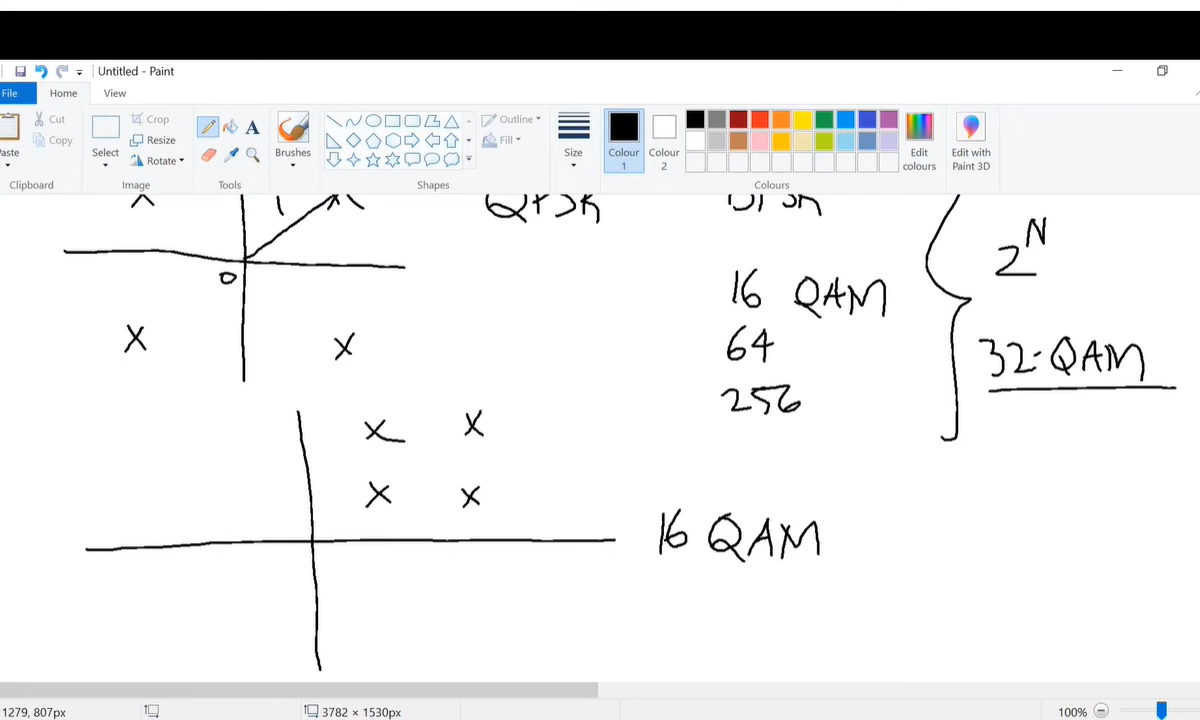 Untitled - Paint
File Home View
Cut
Copy
Paste
Clipboard
Select
Crop
Resize
Rotate
Image
A
Tools
Brushes
Outline
Fill
Shapes
Size
Colour 1
Colour 2
Edit colours
Edit with Paint 3D
Colours
QPSK
0
X X
16 QAM
64
256
2^N
32-QAM
X X
X X
16 QAM
1279, 807px
3782 × 1530px
100%